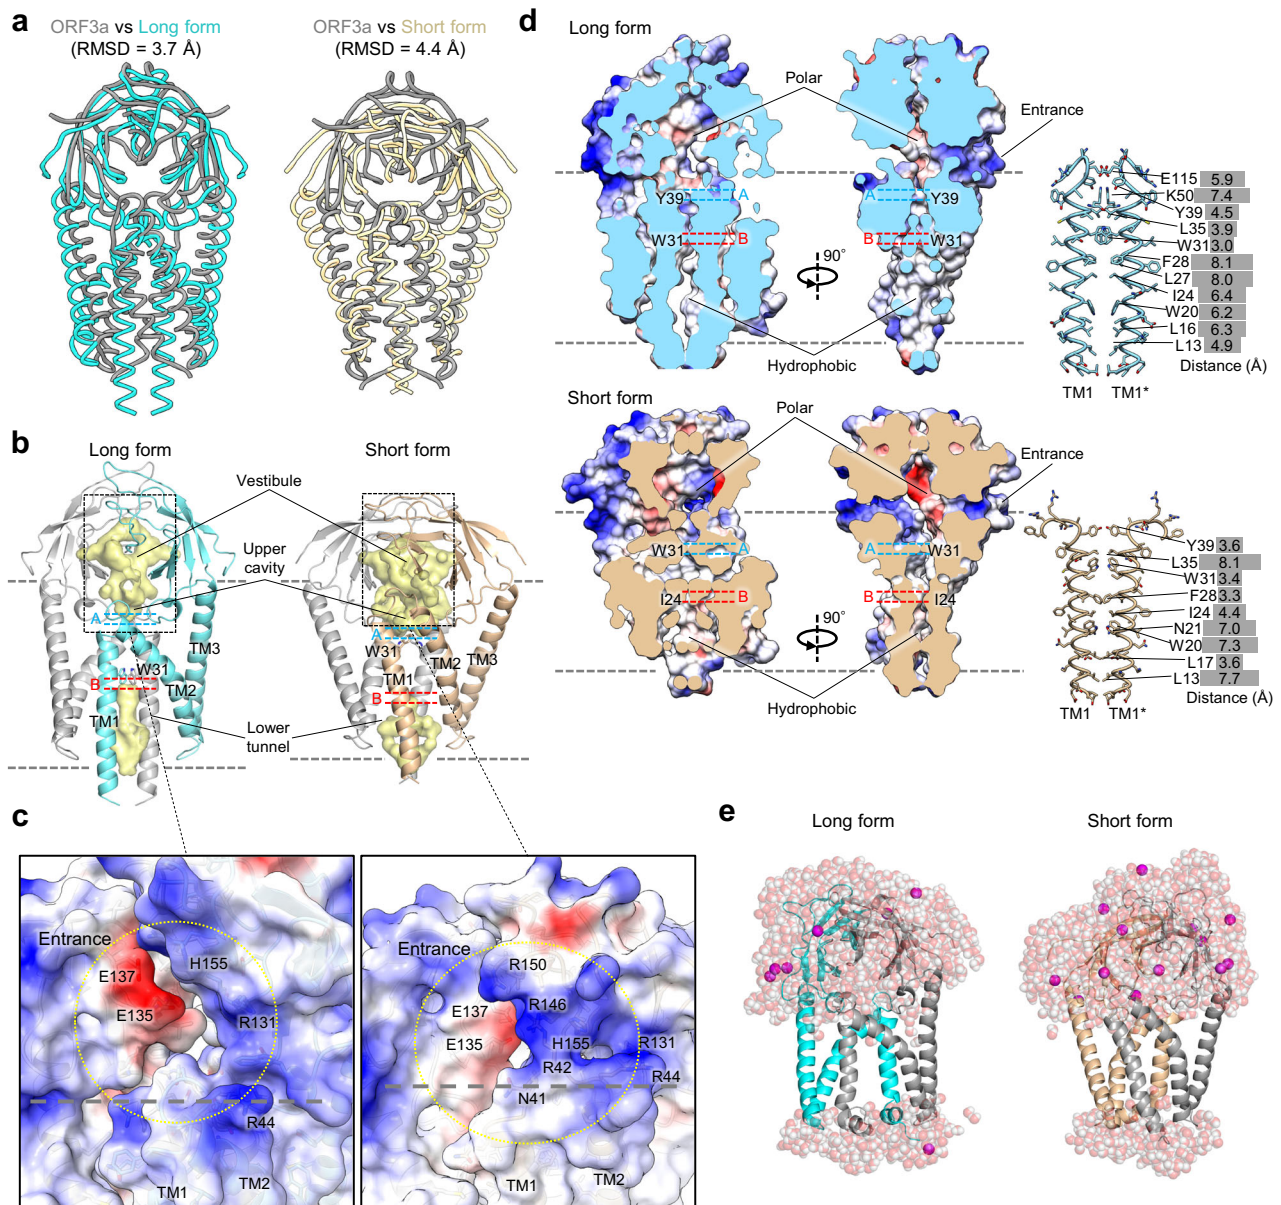 a
ORF3a vs Long form
(RMSD = 3.7 Å)
ORF3a vs Short form
(RMSD = 4.4 Å)
b
Long form
Short form
Vestibule
Upper
cavity
A
A
W31
W31
TM3
TM2
TM3
TM2
TM1
B
B
TM1
Lower
tunnel
c
Entrance
H155
E137
E135
R131
R44
TM1
TM2
Entrance
R150
E137
R146
E135
H155
R131
R42
R44
N41
TM1
TM2
d
Long form
Polar
Entrance
Y39
A
A
Y39
W31
B
B
W31
90°
Hydrophobic
E115 5.9
K50 7.4
Y39 4.5
L35 3.9
W31 3.0
F28 8.1
L27 8.0
I24 6.4
W20 6.2
L16 6.3
L13 4.9
Distance (Å)
TM1 TM1*
Short form
Polar
Entrance
W31
A
A
W31
I24
B
B
I24
90°
Hydrophobic
Y39 3.6
L35 8.1
W31 3.4
F28 3.3
I24 4.4
N21 7.0
W20 7.3
L17 3.6
L13 7.7
Distance (Å)
TM1 TM1*
e
Long form
Short form